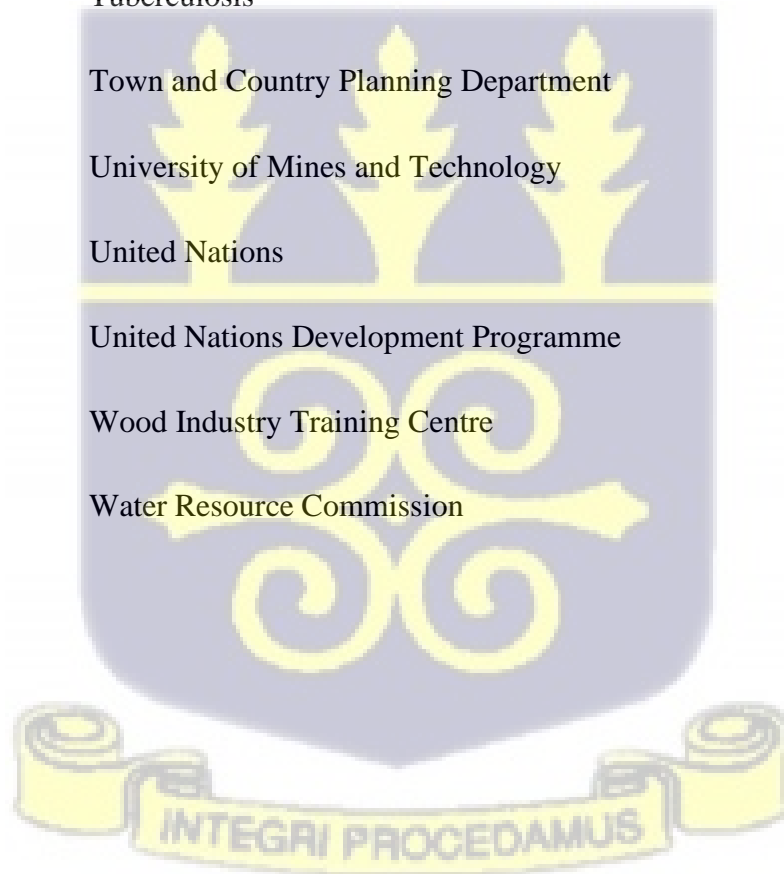 Tuberculosis
Town and Country Planning Department
University of Mines and Technology
United Nations
United Nations Development Programme
Wood Industry Training Centre
Water Resource Commission
INTEGRI PROCEDAMUS